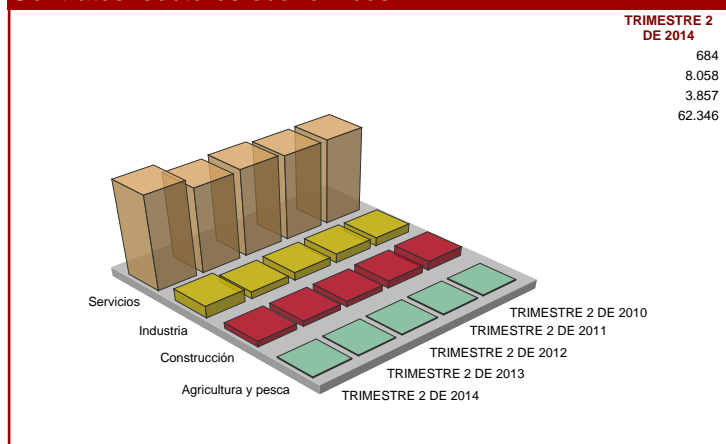 TRIMESTRE 2
DE 2014
684
8.058
3.857
62.346
Servicios
Industria
Construcción
Agricultura y pesca
TRIMESTRE 2 DE 2010
TRIMESTRE 2 DE 2011
TRIMESTRE 2 DE 2012
TRIMESTRE 2 DE 2013
TRIMESTRE 2 DE 2014